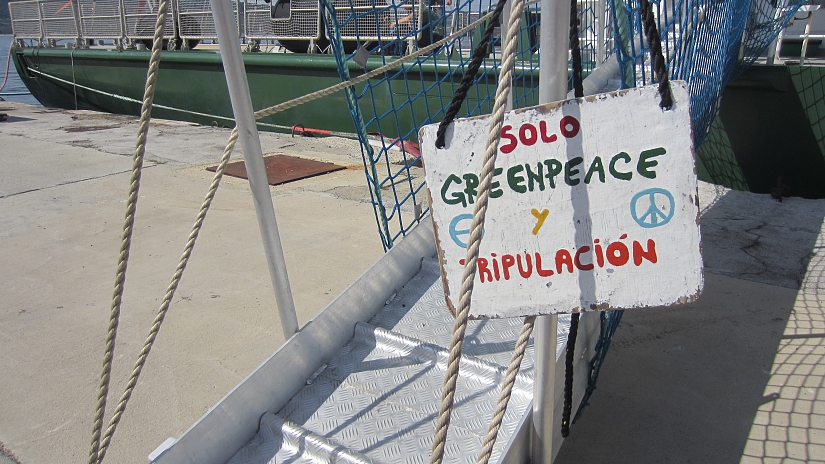 SOLO
GREENPEACE
Y
TRIPULACIÓN